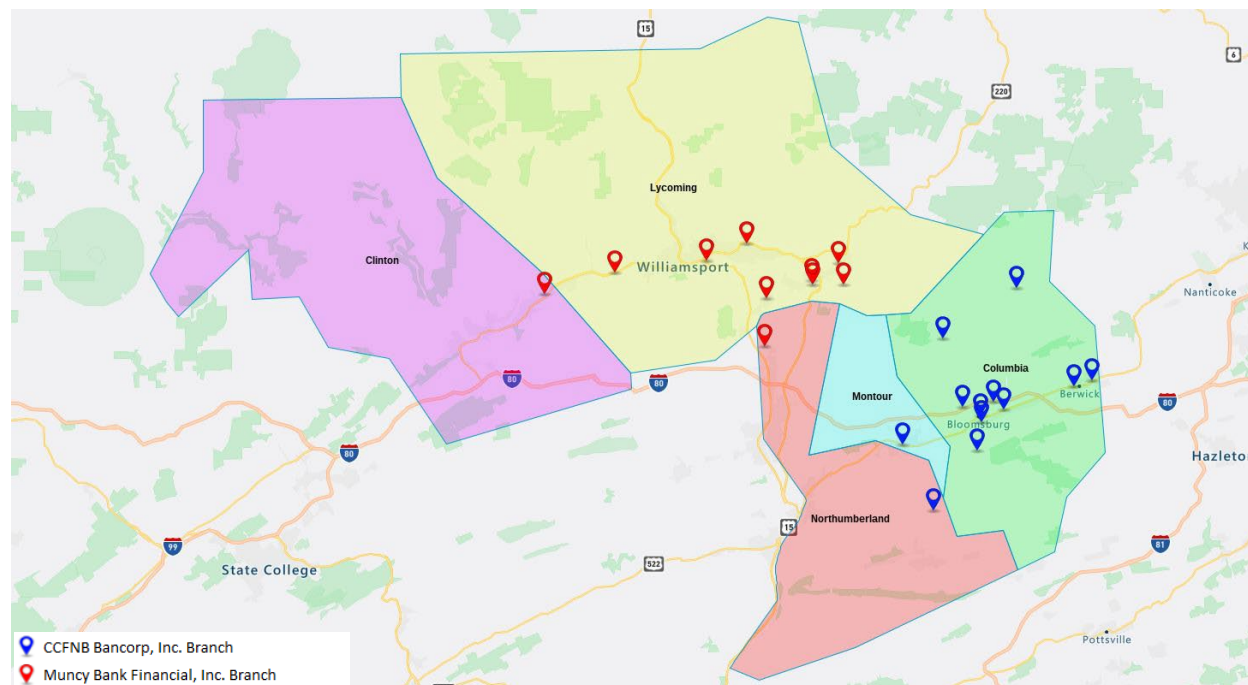 15
6
220
Lycoming
Clinton
Williamsport
Nanticoke
Columbia
80
80
Montour
Berwick
80
Bloomsburg
80
Hazleton
Northumberland
15
99
81
522
State College
Pottsville
CCFNB Bancorp, Inc. Branch
Muncy Bank Financial, Inc. Branch